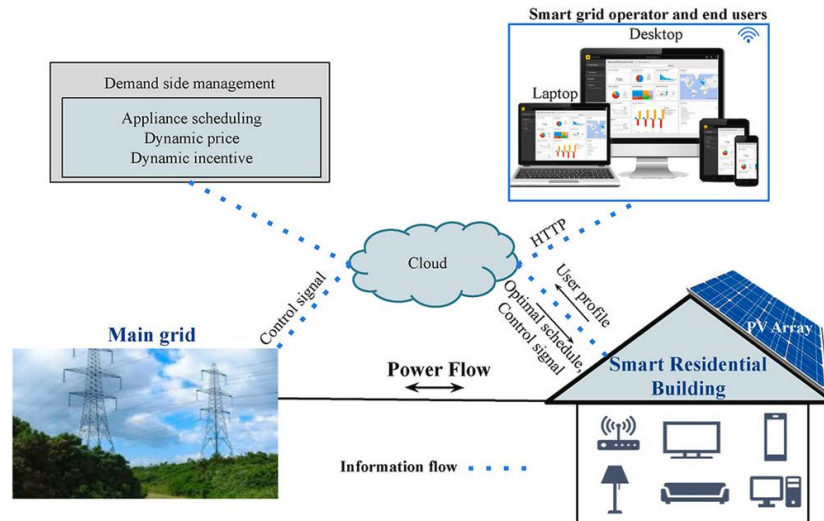 Smart grid operator and end users
Desktop
Laptop
Demand side management
Appliance scheduling
Dynamic price
Dynamic incentive
HTTP
Cloud
Control signal
User profile
Optimal schedule,
Control signal
PV Array
Main grid
Power Flow
Smart Residential
Building
Information flow